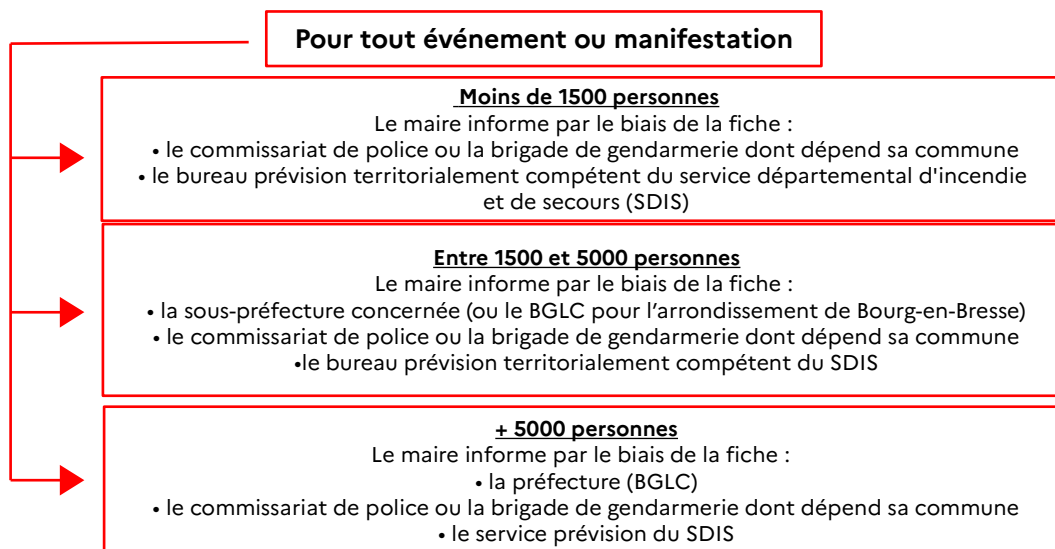 Pour tout événement ou manifestation
Moins de 1500 personnes
Le maire informe par le biais de la fiche :
• le commissariat de police ou la brigade de gendarmerie dont dépend sa commune
• le bureau prévision territorialement compétent du service départemental d'incendie
et de secours (SDIS)
Entre 1500 et 5000 personnes
Le maire informe par le biais de la fiche :
• la sous-préfecture concernée (ou le BGLC pour l'arrondissement de Bourg-en-Bresse)
• le commissariat de police ou la brigade de gendarmerie dont dépend sa commune
•le bureau prévision territorialement compétent du SDIS
+ 5000 personnes
Le maire informe par le biais de la fiche :
• la préfecture (BGLC)
• le commissariat de police ou la brigade de gendarmerie dont dépend sa commune
• le service prévision du SDIS